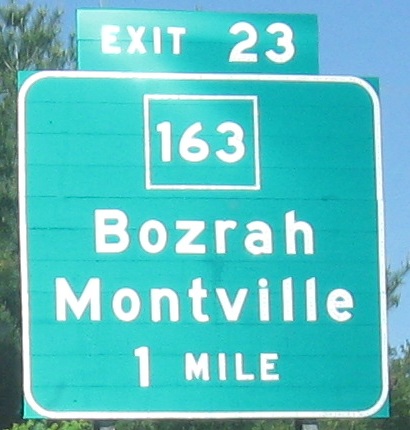 EXIT 23
163
Bozrah
Montville
1 MILE